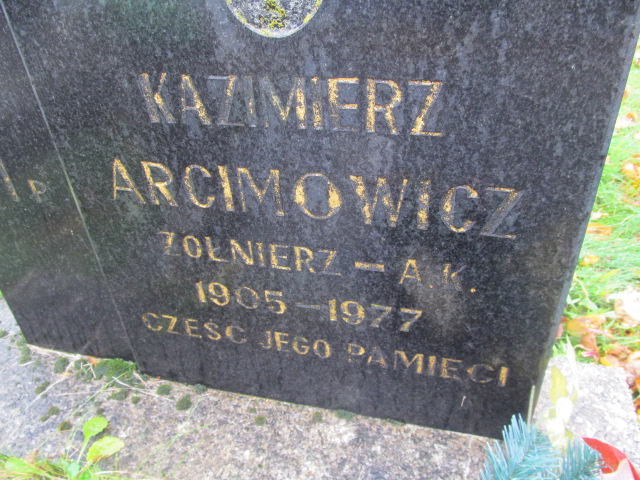 KAZIMIERZ
ARCIMOWICZ
ŻOŁNIERZ – A.K.
1905 – 1977
CZEŚĆ JEGO PAMIĘCI